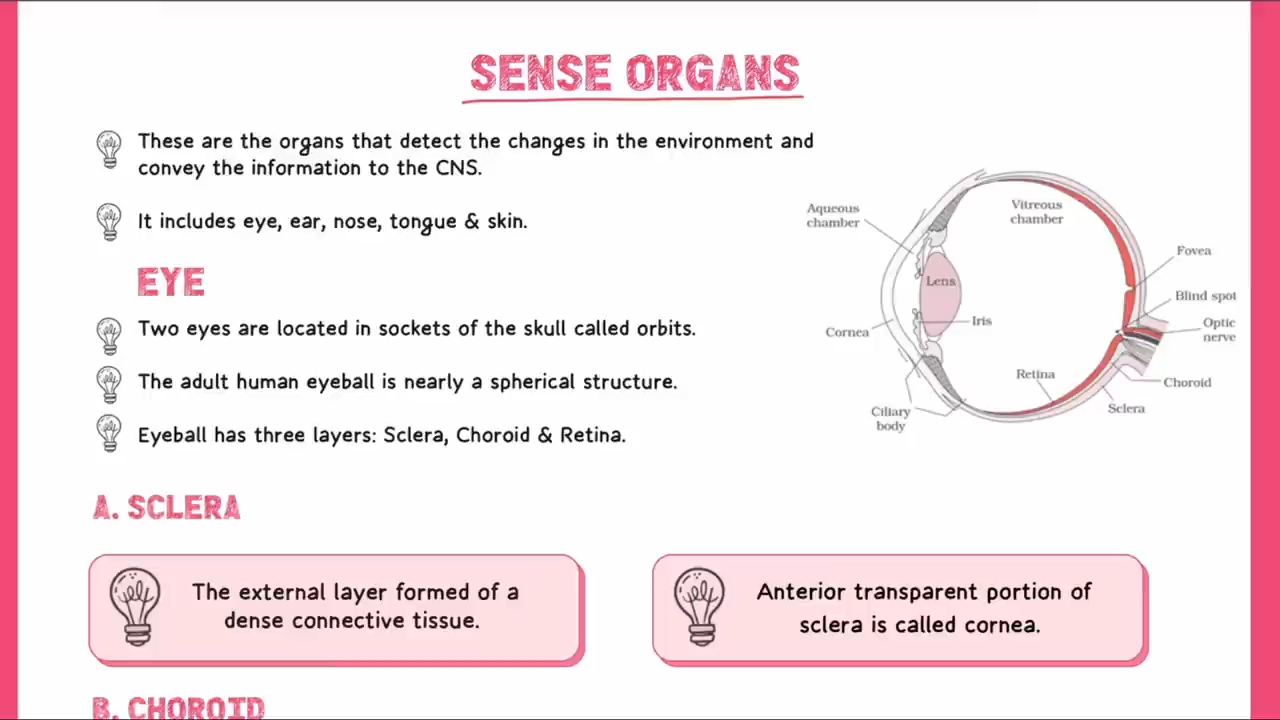 SENSE ORGANS
These are the organs that detect the changes in the environment and
convey the information to the CNS.
It includes eye, ear, nose, tongue & skin.
EYE
Two eyes are located in sockets of the skull called orbits.
The adult human eyeball is nearly a spherical structure.
Eyeball has three layers: Sclera, Choroid & Retina.
Aqueous
chamber
Vitreous
chamber
Fovea
Lens
Blind spot
Iris
Optic
nerve
Cornea
Retina
Choroid
Sclera
Ciliary
body
A. SCLERA
The external layer formed of a
dense connective tissue.
Anterior transparent portion of
sclera is called cornea.
B. CHOROID